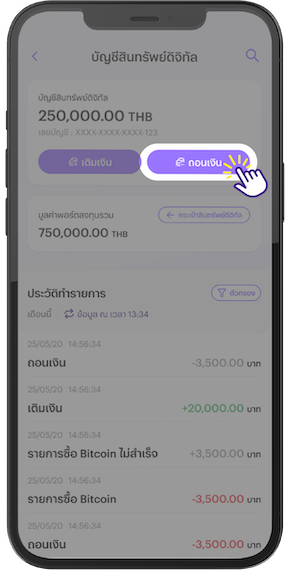 บัญชีสินทรัพย์ดิจิทัล
บัญชีสินทรัพย์ดิจิทัล
250,000.00 THB
เลขบัญชี : XXXX-XXXX-XXXX-123
เติมเงิน
ถอนเงิน
มูลค่าพอร์ตลงทุนรวม
กระเป๋าสินทรัพย์ดิจิทัล
750,000.00 THB
ประวัติทำรายการ
ตัวกรอง
เดือนนี้ ข้อมูล ณ เวลา 13:34
25/05/20 14:56:34
ถอนเงิน -3,500.00 บาท
25/05/20 14:56:34
เติมเงิน +20,000.00 บาท
25/05/20 14:56:34
รายการซื้อ Bitcoin ไม่สำเร็จ +3,500.00 บาท
25/05/20 14:56:34
รายการซื้อ Bitcoin -3,500.00 บาท
25/05/20 14:56:34
ถอนเงิน -3,500.00 บาท